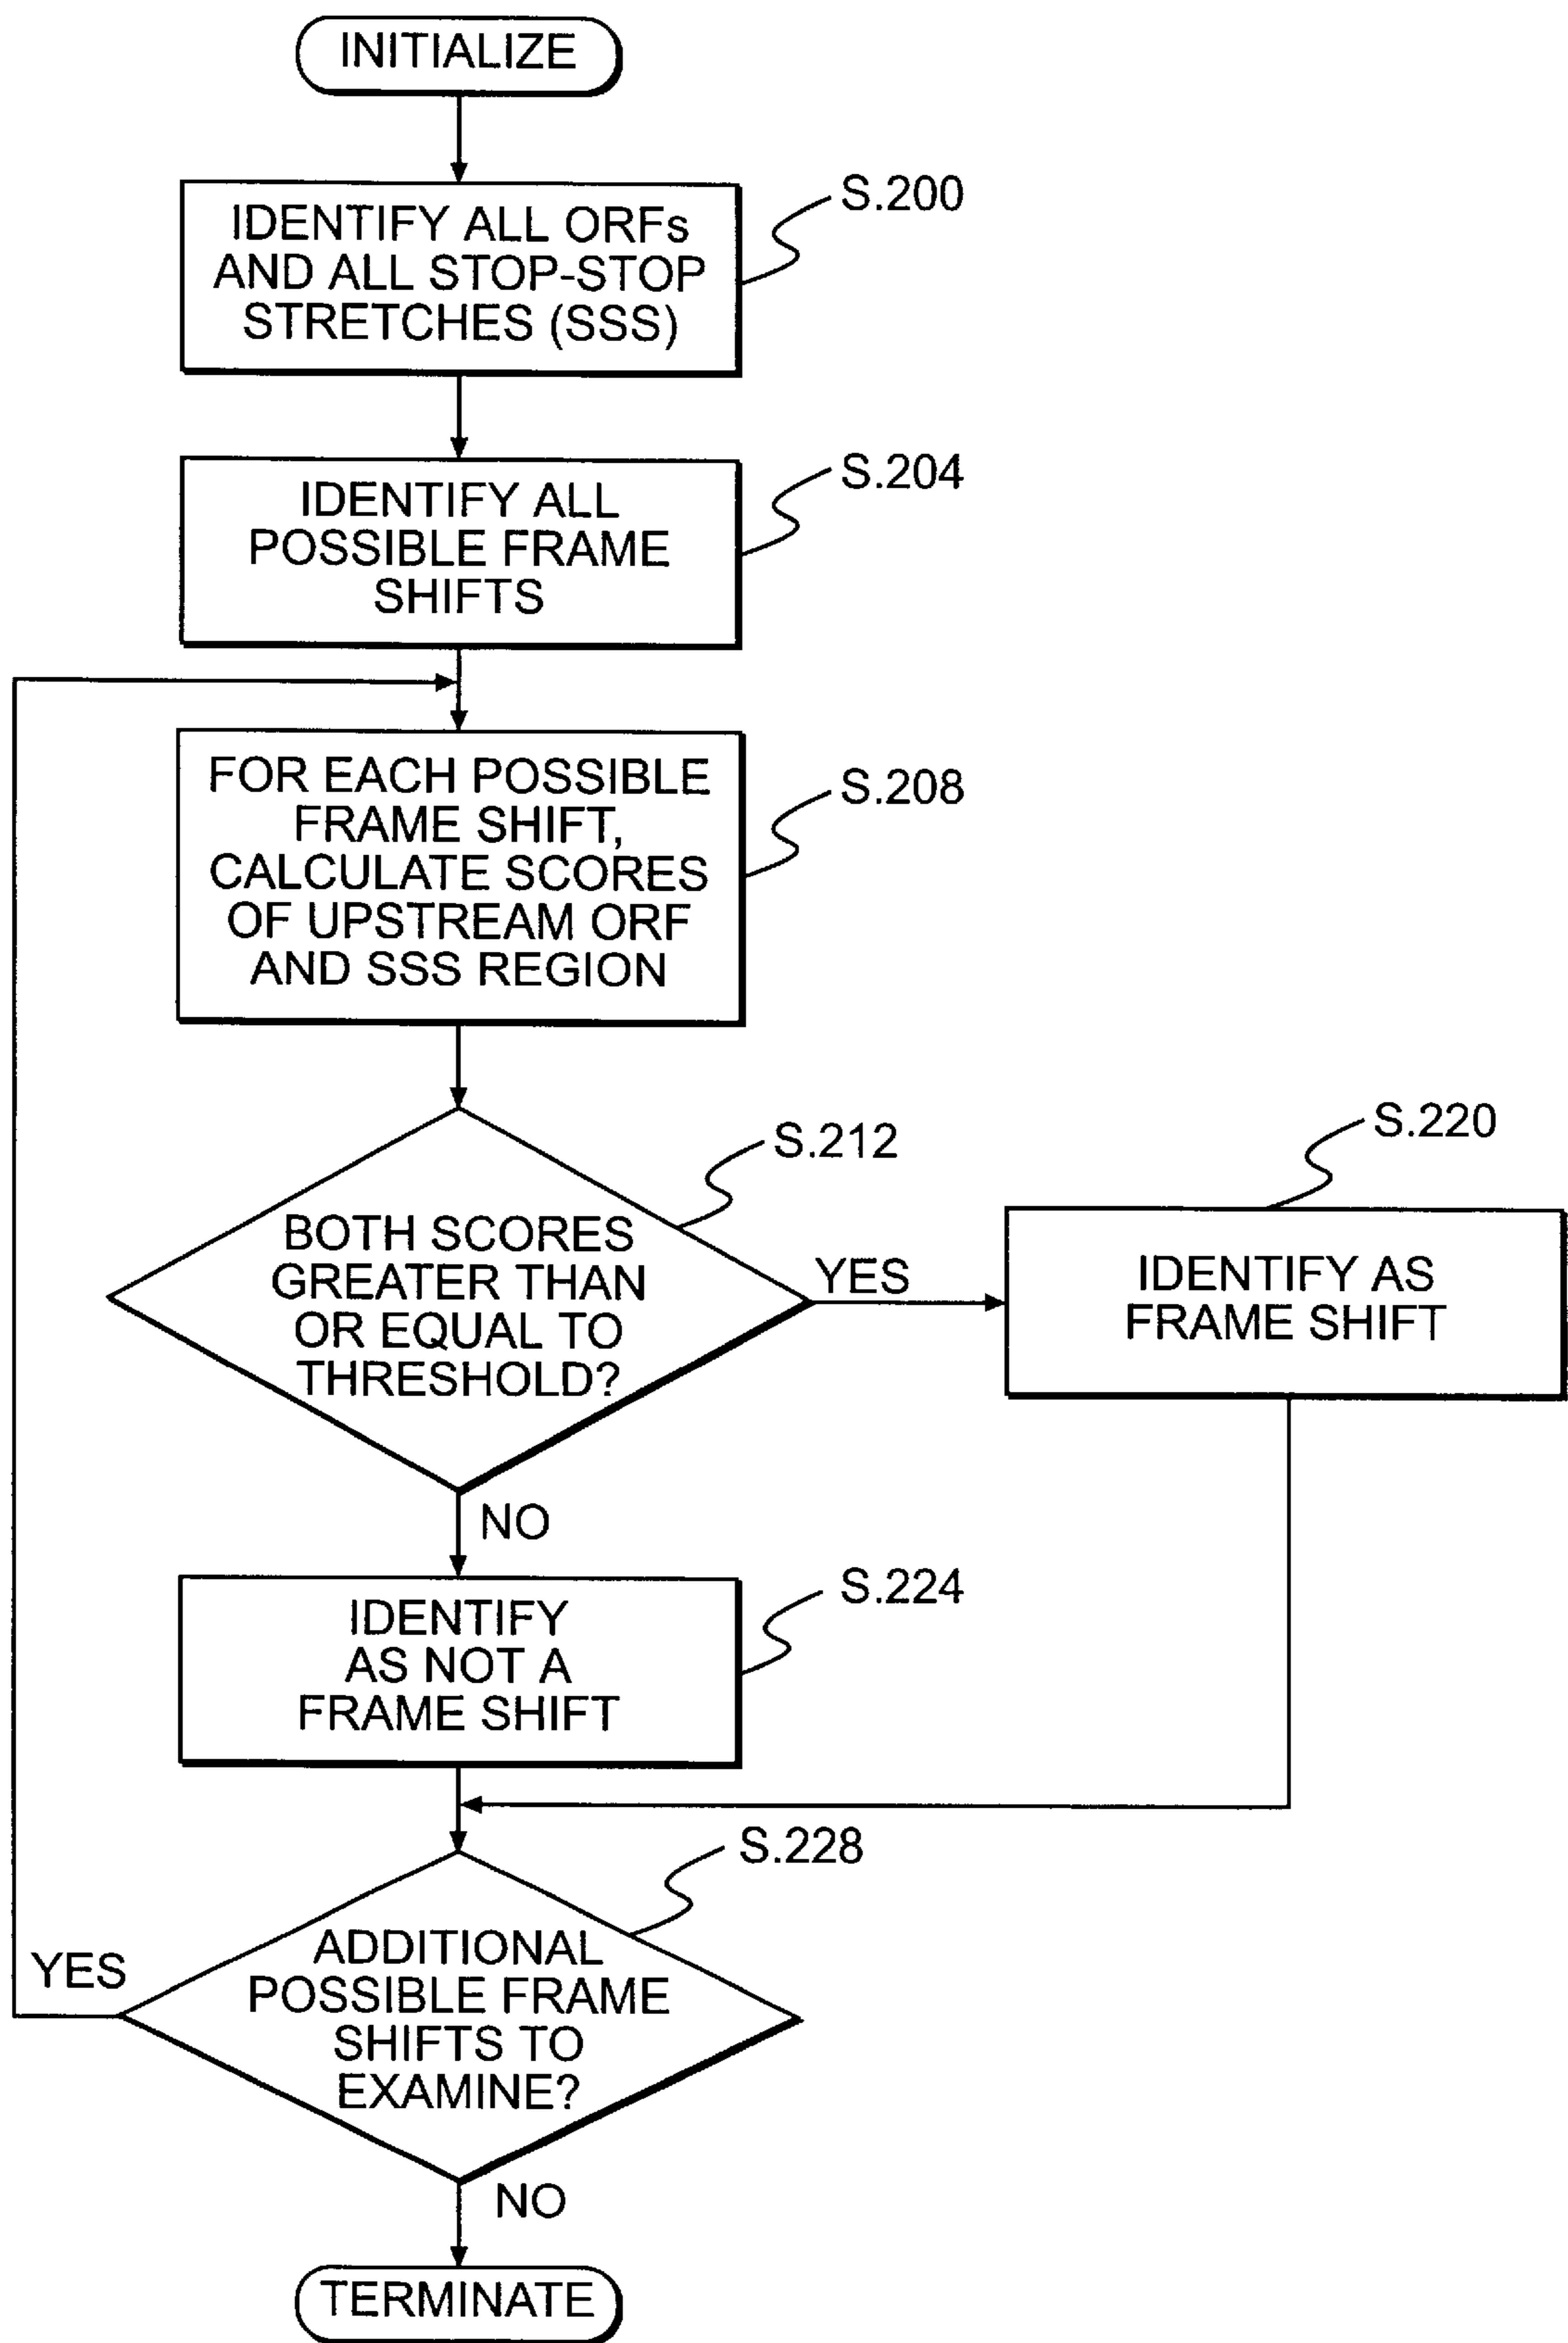 INITIALIZE
S.200
IDENTIFY ALL ORFs
AND ALL STOP-STOP
STRETCHES (SSS)
S.204
IDENTIFY ALL
POSSIBLE FRAME
SHIFTS
S.208
FOR EACH POSSIBLE
FRAME SHIFT,
CALCULATE SCORES
OF UPSTREAM ORF
AND SSS REGION
S.212
BOTH SCORES
GREATER THAN
OR EQUAL TO
THRESHOLD?
YES
S.220
IDENTIFY AS
FRAME SHIFT
NO
S.224
IDENTIFY
AS NOT A
FRAME SHIFT
S.228
ADDITIONAL
POSSIBLE FRAME
SHIFTS TO
EXAMINE?
YES
NO
TERMINATE